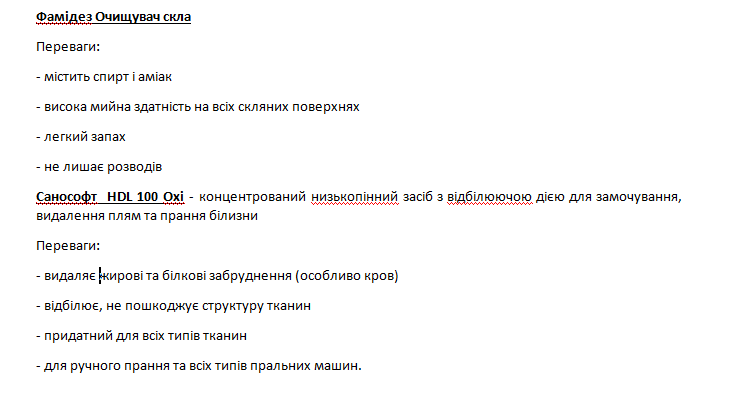 Фамідез Очищувач скла
Переваги:
- містить спирт і аміак
- висока мийна здатність на всіх скляних поверхнях
- легкий запах
- не лишає розводів
Санософт  HDL 100 Oxi - концентрований низькопінний засіб з відбілюючою дією для замочування,
видалення плям та прання білизни
Переваги:
- видаляє жирові та білкові забруднення (особливо кров)
- відбілює, не пошкоджує структуру тканин
- придатний для всіх типів тканин
- для ручного прання та всіх типів пральних машин.